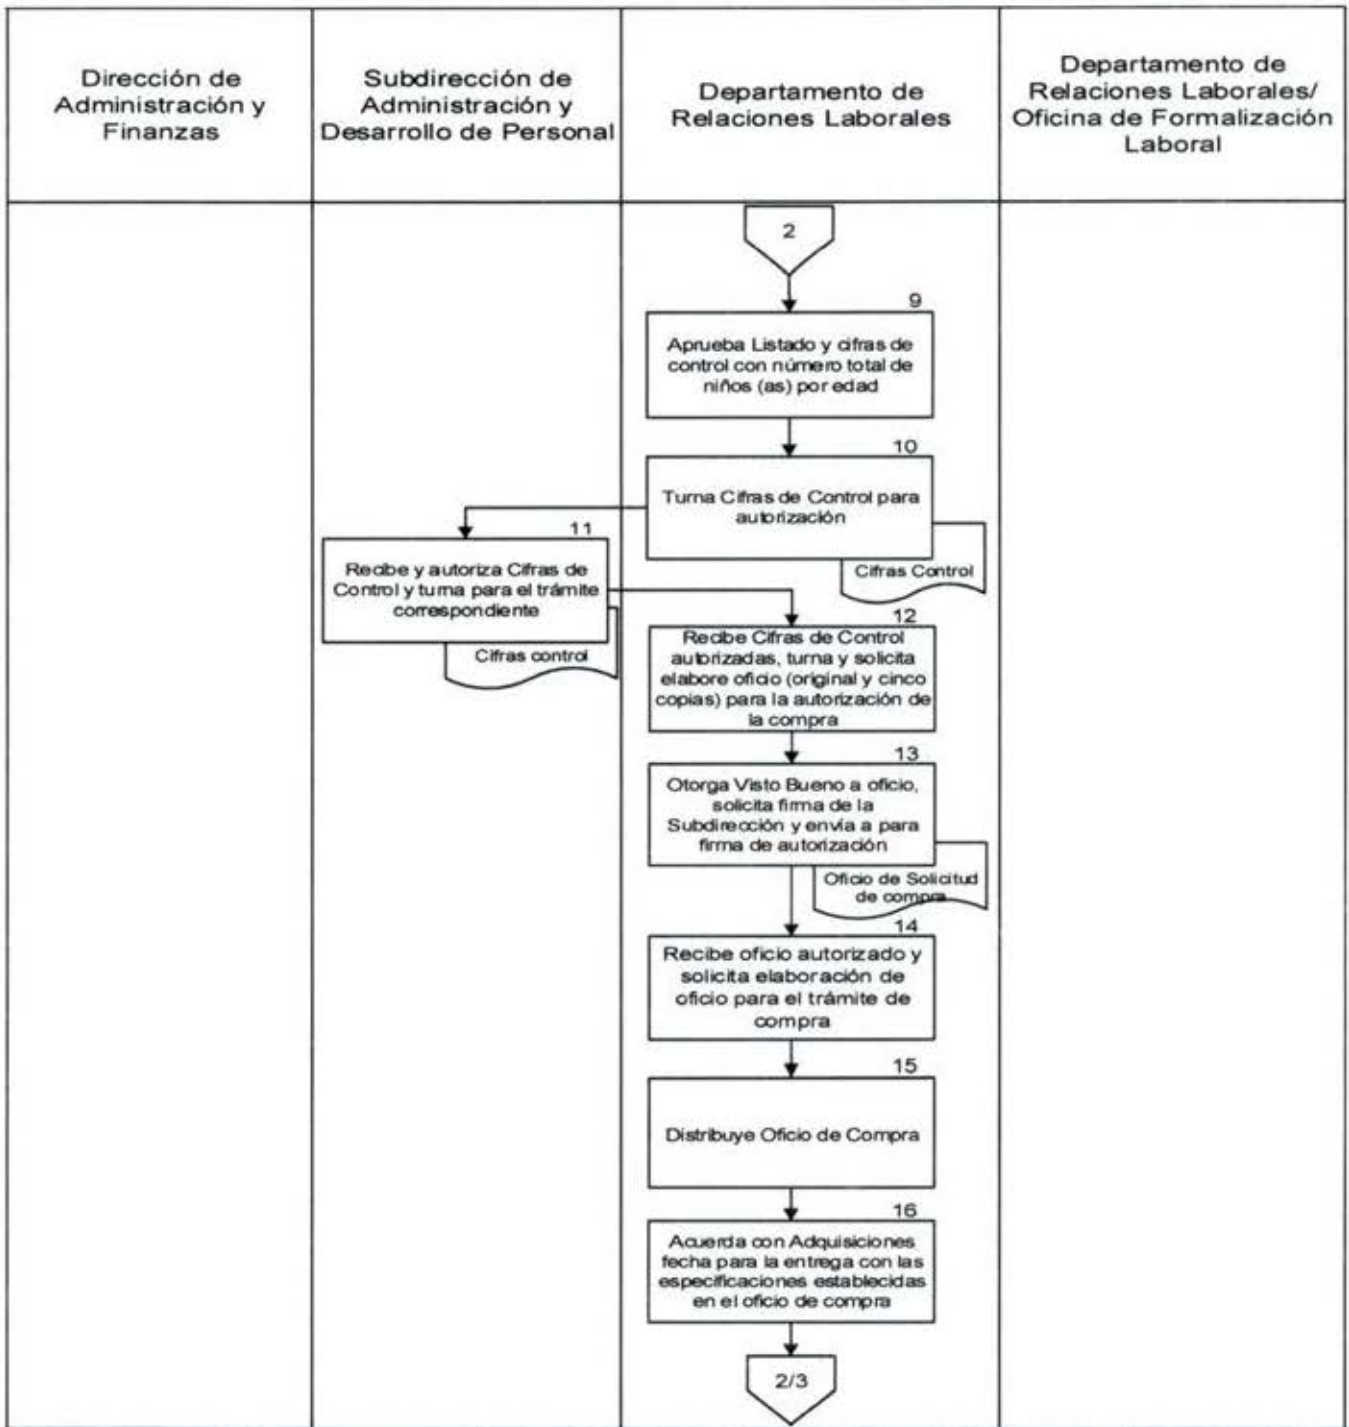 Dirección de
Administración y
Finanzas
Subdirección de
Administración y
Desarrollo de Personal
Departamento de
Relaciones Laborales
Departamento de
Relaciones Laborales/
Oficina de Formalización
Laboral
2
9
Aprueba Listado y cifras de
control con número total de
niños (as) por edad
10
Turna Cifras de Control para
autorización
Cifras Control
11
Recibe y autoriza Cifras de
Control y turna para el trámite
correspondiente
Cifras control
12
Recibe Cifras de Control
autorizadas, turna y solicita
elabore oficio (original y cinco
copias) para la autorización de
la compra
13
Otorga Visto Bueno a oficio,
solicita firma de la
Subdirección y envía a para
firma de autorización
Oficio de Solicitud
de compra
14
Recibe oficio autorizado y
solicita elaboración de
oficio para el trámite de
compra
15
Distribuye Oficio de Compra
16
Acuerda con Adquisiciones
fecha para la entrega con las
especificaciones establecidas
en el oficio de compra
2/3